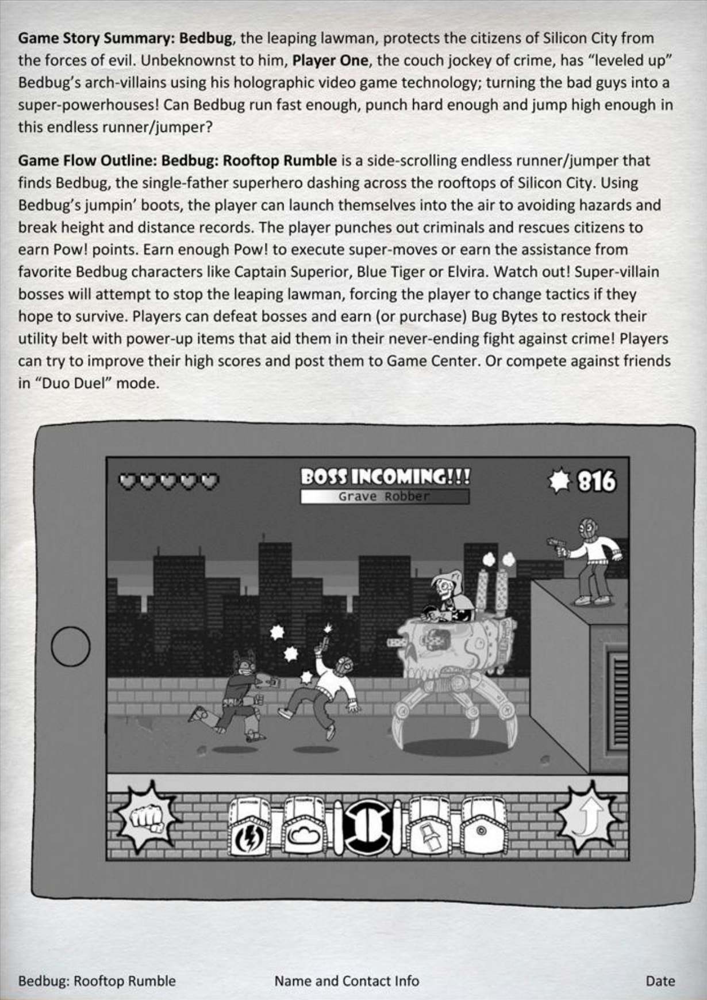 Game Story Summary: Bedbug, the leaping lawman, protects the citizens of Silicon City from
the forces of evil. Unbeknownst to him, Player One, the couch jockey of crime, has “leveled up”
Bedbug’s arch-villains using his holographic video game technology; turning the bad guys into a
super-powerhouses! Can Bedbug run fast enough, punch hard enough and jump high enough in
this endless runner/jumper?
Game Flow Outline: Bedbug: Rooftop Rumble is a side-scrolling endless runner/jumper that
finds Bedbug, the single-father superhero dashing across the rooftops of Silicon City. Using
Bedbug’s jumpin’ boots, the player can launch themselves into the air to avoiding hazards and
break height and distance records. The player punches out criminals and rescues citizens to
earn Pow! points. Earn enough Pow! to execute super-moves or earn the assistance from
favorite Bedbug characters like Captain Superior, Blue Tiger or Elvira. Watch out! Super-villain
bosses will attempt to stop the leaping lawman, forcing the player to change tactics if they
hope to survive. Players can defeat bosses and earn (or purchase) Bug Bytes to restock their
utility belt with power-up items that aid them in their never-ending fight against crime! Players
can try to improve their high scores and post them to Game Center. Or compete against friends
in “Duo Duel” mode.
BOSS INCOMING!!!
816
Grave Robber
Bedbug: Rooftop Rumble Name and Contact Info Date